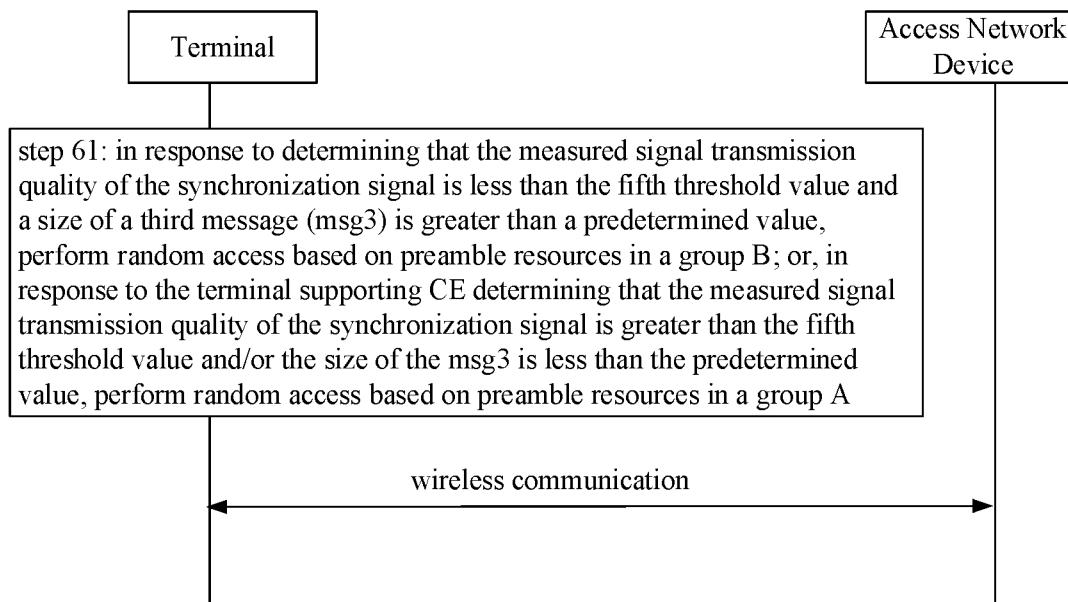 Terminal
Access Network
Device
step 61: in response to determining that the measured signal transmission
quality of the synchronization signal is less than the fifth threshold value and
a size of a third message (msg3) is greater than a predetermined value,
perform random access based on preamble resources in a group B; or, in
response to the terminal supporting CE determining that the measured signal
transmission quality of the synchronization signal is greater than the fifth
threshold value and/or the size of the msg3 is less than the predetermined
value, perform random access based on preamble resources in a group A
wireless communication